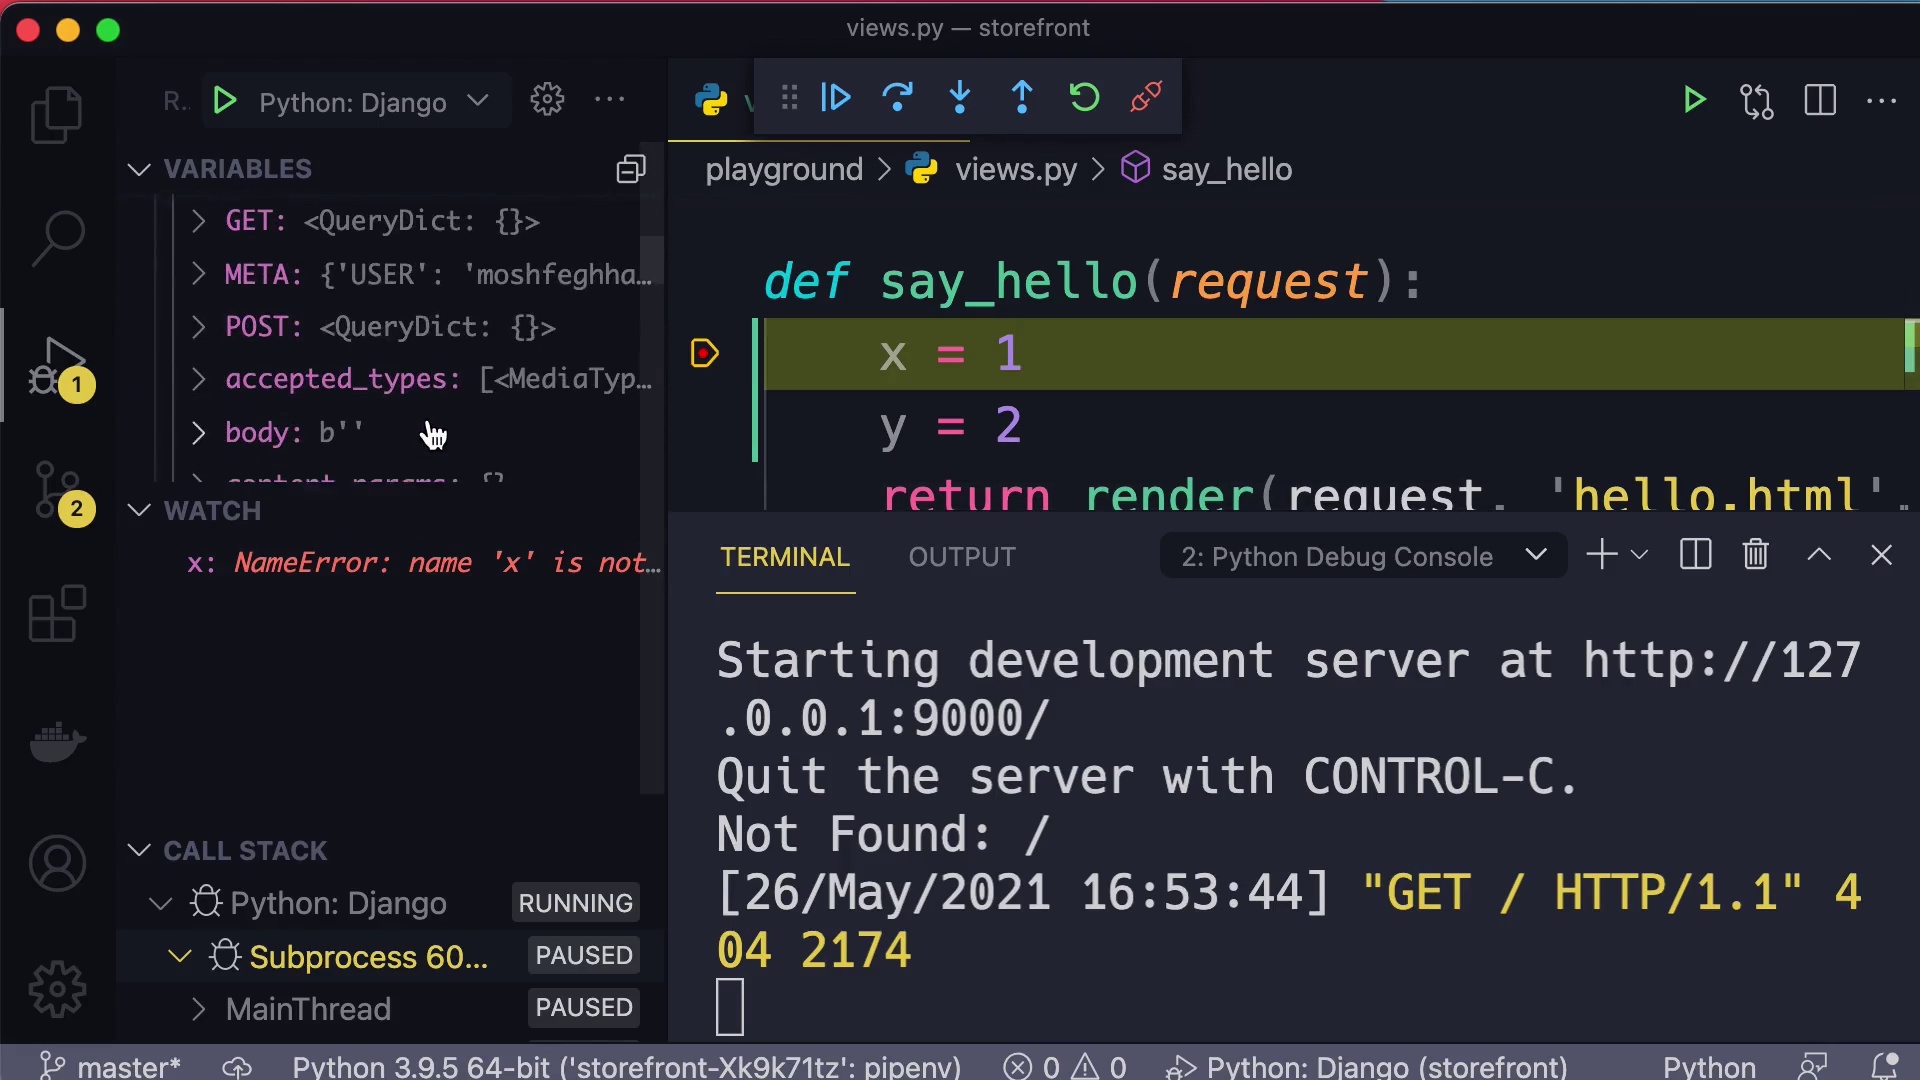 views.py — storefront
R..
Python: Django
VARIABLES
GET: <QueryDict: {}>
META: {'USER': 'moshfeghha…
POST: <QueryDict: {}>
accepted_types: [<MediaTyp…
body: b''
content_params: {}
WATCH
x: NameError: name 'x' is not…
CALL STACK
Python: Django RUNNING
Subprocess 60... PAUSED
MainThread PAUSED
playground > views.py > say_hello
def say_hello(request):
x = 1
y = 2
return render(request, 'hello.html',
TERMINAL OUTPUT 2: Python Debug Console
Starting development server at http://127
.0.0.1:9000/
Quit the server with CONTROL-C.
Not Found: /
[26/May/2021 16:53:44] "GET / HTTP/1.1" 4
04 2174
1
2
master* Python 3.9.5 64-bit ('storefront-Xk9k71tz': pipenv) 0 0 Python: Django (storefront) Python